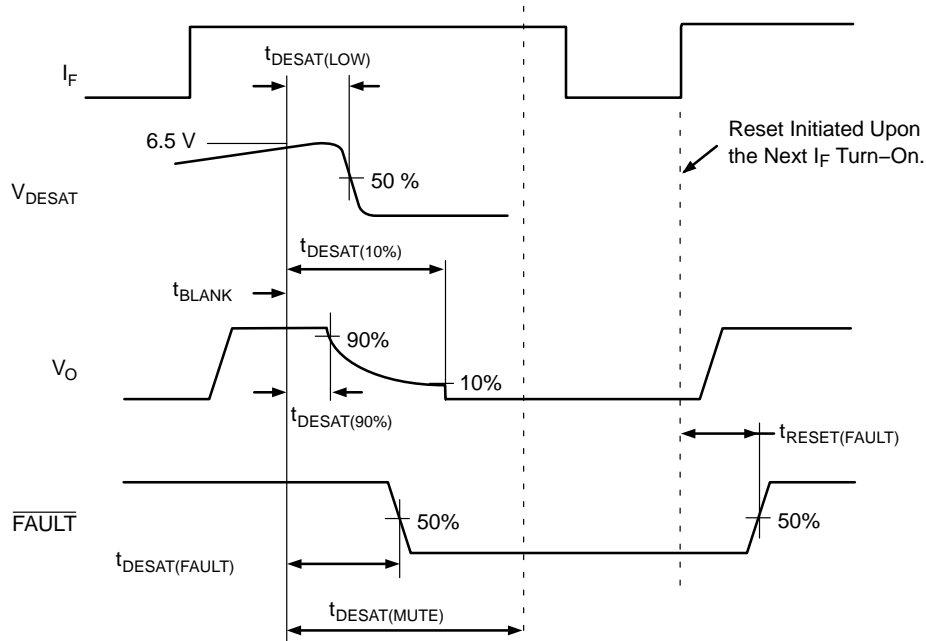 I_F
t_DESAT(LOW)
6.5 V
V_DESAT
50 %
Reset Initiated Upon
the Next I_F Turn−On.
t_DESAT(10%)
t_BLANK
V_O
90%
10%
t_DESAT(90%)
t_RESET(FAULT)
FAULT
50%
50%
t_DESAT(FAULT)
t_DESAT(MUTE)